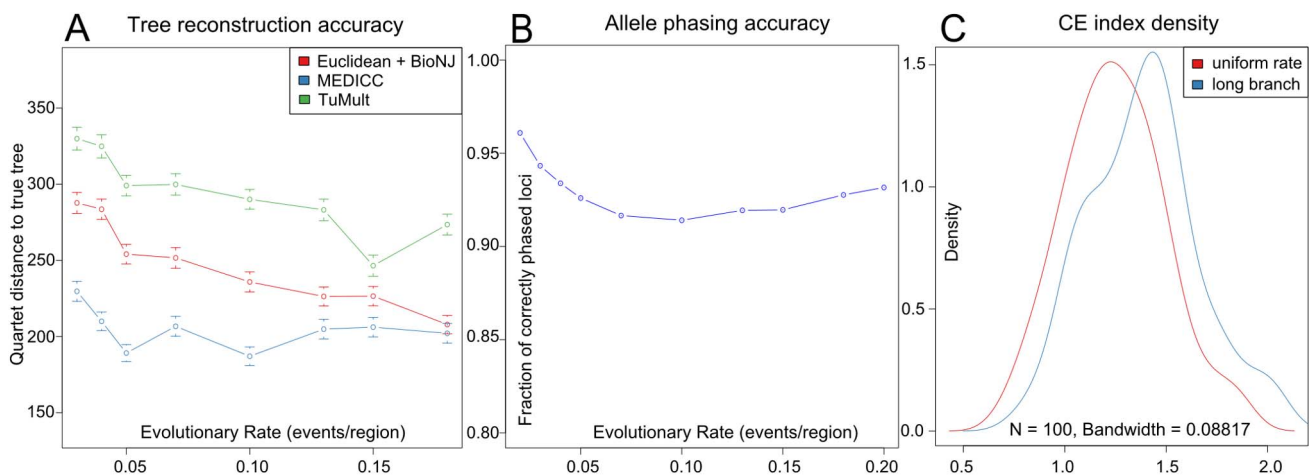 A Tree reconstruction accuracy
Euclidean + BioNJ
MEDICC
TuMult
Quartet distance to true tree
350
300
250
200
150
Evolutionary Rate (events/region)
0.05
0.10
0.15
B Allele phasing accuracy
Fraction of correctly phased loci
1.00
0.95
0.90
0.85
0.80
Evolutionary Rate (events/region)
0.05
0.10
0.15
0.20
C CE index density
uniform rate
long branch
Density
1.5
1.0
0.5
0.0
N = 100, Bandwidth = 0.08817
0.5
1.0
1.5
2.0